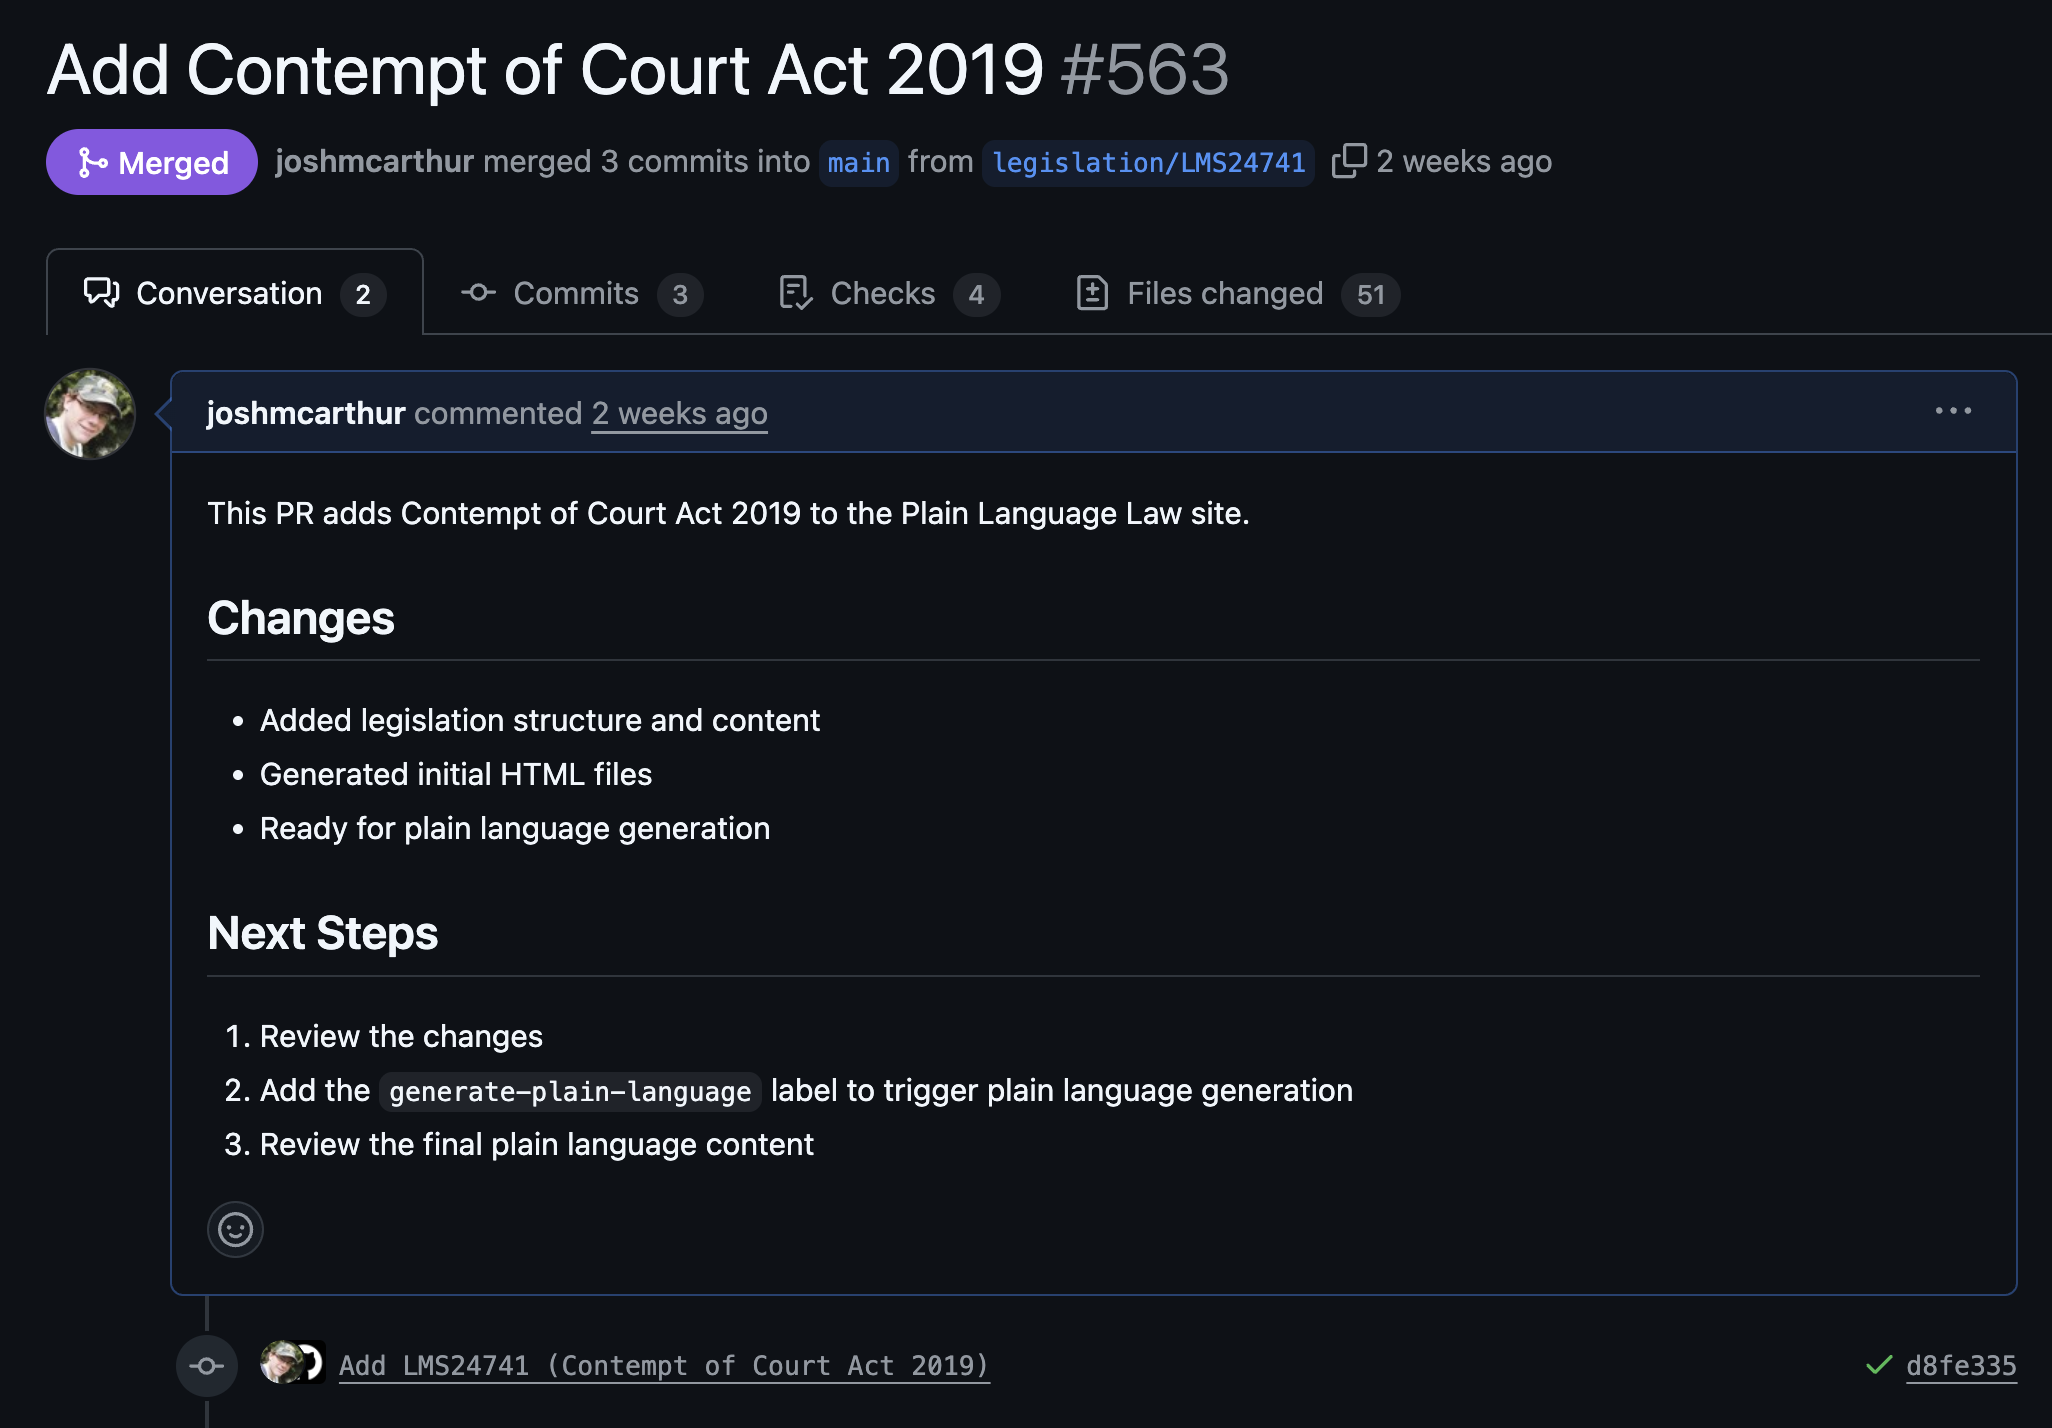 Add Contempt of Court Act 2019 #563
Merged joshmcarthur merged 3 commits into main from legislation/LMS24741 2 weeks ago
Conversation 2 Commits 3 Checks 4 Files changed 51
joshmcarthur commented 2 weeks ago
This PR adds Contempt of Court Act 2019 to the Plain Language Law site.
Changes
• Added legislation structure and content
• Generated initial HTML files
• Ready for plain language generation
Next Steps
1. Review the changes
2. Add the generate-plain-language label to trigger plain language generation
3. Review the final plain language content
Add LMS24741 (Contempt of Court Act 2019) d8fe335